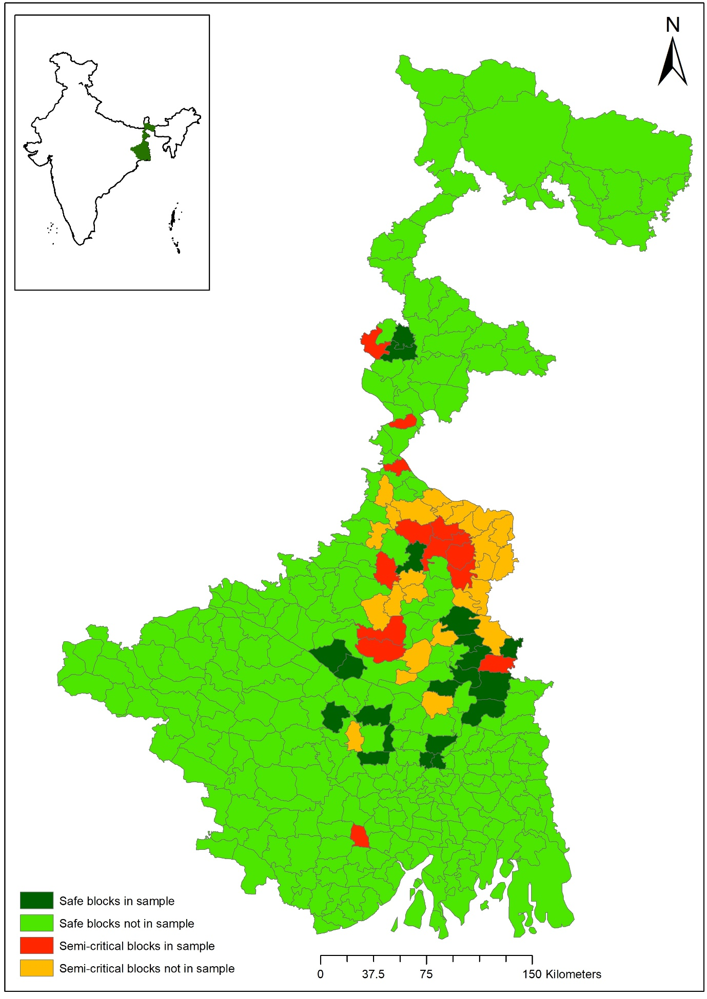 N
Safe blocks in sample
Safe blocks not in sample
Semi-critical blocks in sample
Semi-critical blocks not in sample
0 37.5 75 150 Kilometers